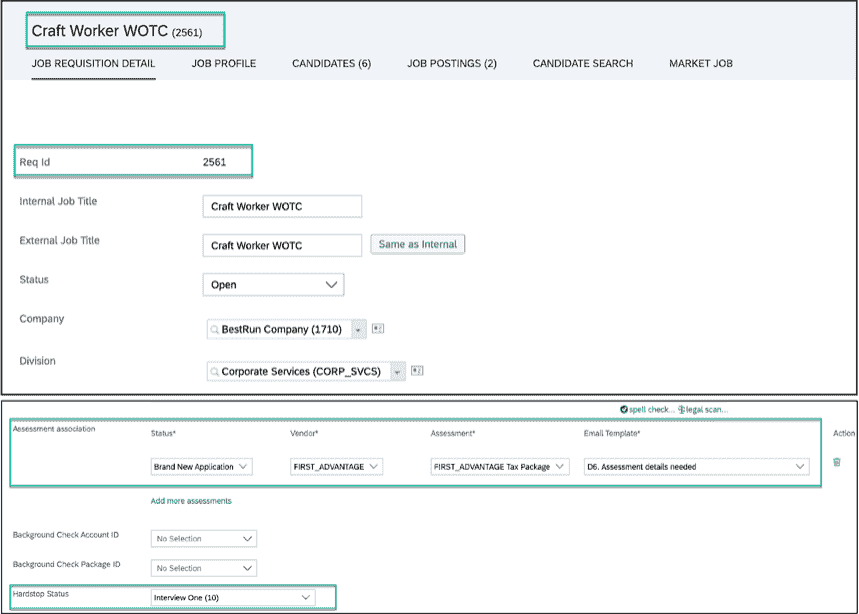 Craft Worker WOTC (2561)
JOB REQUISITION DETAIL JOB PROFILE CANDIDATES (6) JOB POSTINGS (2) CANDIDATE SEARCH MARKET JOB
Req Id 2561
Internal Job Title Craft Worker WOTC
External Job Title Craft Worker WOTC Same as Internal
Status Open
Company BestRun Company (1710)
Division Corporate Services (CORP_SVCS)
spell check... legal scan...
Assessment association Status* Vendor* Assessment* Email Template* Action
Brand New Application FIRST_ADVANTAGE FIRST_ADVANTAGE Tax Package D6. Assessment details needed
Add more assessments
Background Check Account ID No Selection
Background Check Package ID No Selection
Hardstop Status Interview One (10)